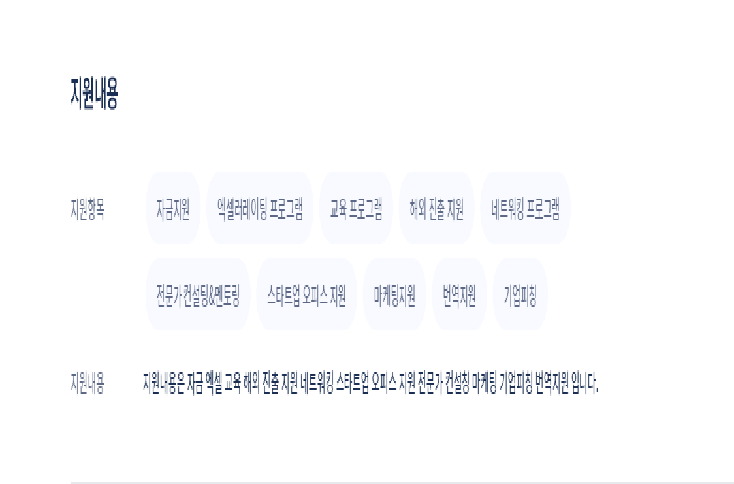 지원내용
지원항목 자금지원 엑셀러레이팅 프로그램 교육 프로그램 해외 진출 지원 네트워킹 프로그램
전문가 컨설팅&멘토링 스타트업 오피스 지원 마케팅지원 번역지원 기업피칭
지원내용 지원내용은 자금 엑셀 교육 해외 진출 지원 네트워킹 스타트업 오피스 지원 전문가 컨설칭 마케팅 기업피칭 번역지원 입니다.